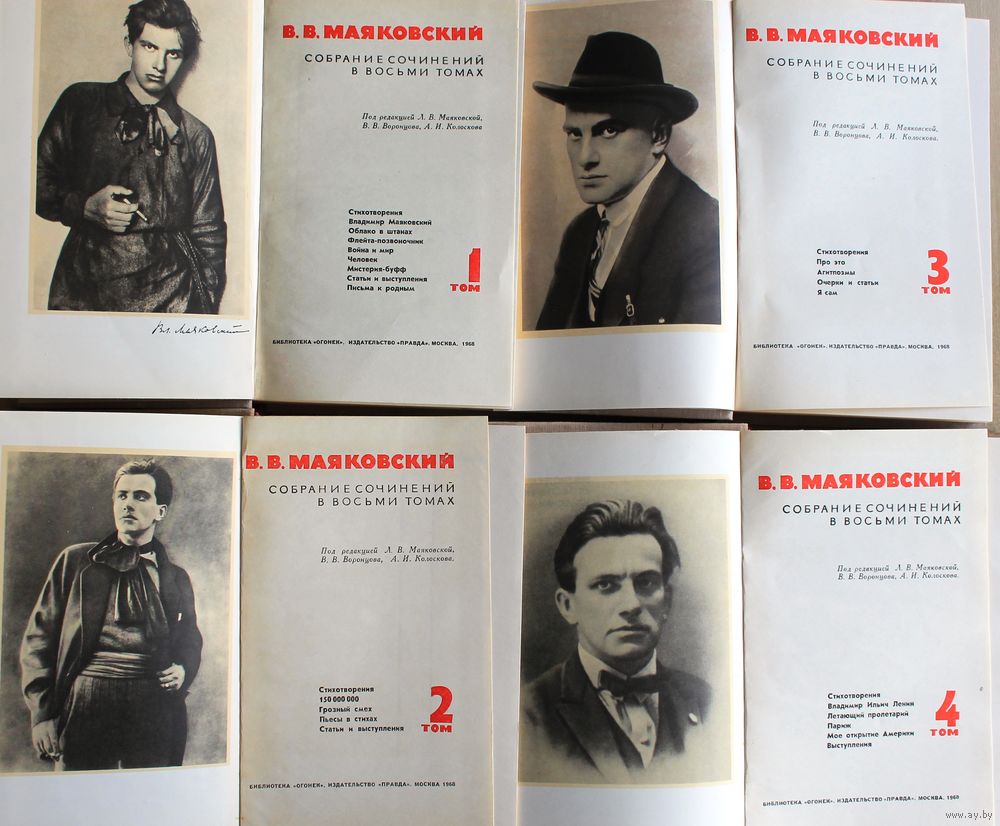 В. В. МАЯКОВСКИЙ
СОБРАНИЕ СОЧИНЕНИЙ
В ВОСЬМИ ТОМАХ
Под редакцией Л. В. Маяковской,
В. В. Воронцова, А. И. Колоскова
Стихотворения
Владимир Маяковский
Облако в штанах
Флейта-позвоночник
Война и мир
Человек
Мистерия-буфф
Статьи и выступления
Письма к родным
1
ТОМ
Вл. Маяковский
БИБЛИОТЕКА «ОГОНЕК». ИЗДАТЕЛЬСТВО «ПРАВДА». МОСКВА. 1968
В. В. МАЯКОВСКИЙ
СОБРАНИЕ СОЧИНЕНИЙ
В ВОСЬМИ ТОМАХ
Под редакцией Л. В. Маяковской,
В. В. Воронцова, А. И. Колоскова.
Стихотворения
Про это
Агитпоэмы
Очерки и статьи
Я сам
3
ТОМ
БИБЛИОТЕКА «ОГОНЕК». ИЗДАТЕЛЬСТВО «ПРАВДА». МОСКВА. 1968
В. В. МАЯКОВСКИЙ
СОБРАНИЕ СОЧИНЕНИЙ
В ВОСЬМИ ТОМАХ
Под редакцией Л. В. Маяковской,
В. В. Воронцова, А. И. Колоскова.
Стихотворения
150 000 000
Грозный смех
Пьесы в стихах
Статьи и выступления
2
ТОМ
БИБЛИОТЕКА «ОГОНЕК». ИЗДАТЕЛЬСТВО «ПРАВДА». МОСКВА 1968
В. В. МАЯКОВСКИЙ
СОБРАНИЕ СОЧИНЕНИЙ
В ВОСЬМИ ТОМАХ
Под редакцией Л. В. Маяковской,
В. В. Воронцова, А. И. Колоскова.
Стихотворения
Владимир Ильич Ленин
Летающий пролетарий
Париж
Мое открытие Америки
Выступления
4
ТОМ
БИБЛИОТЕКА «ОГОНЕК». ИЗДАТЕЛЬСТВО «ПРАВДА». МОСКВА. 1968
www.ay.by